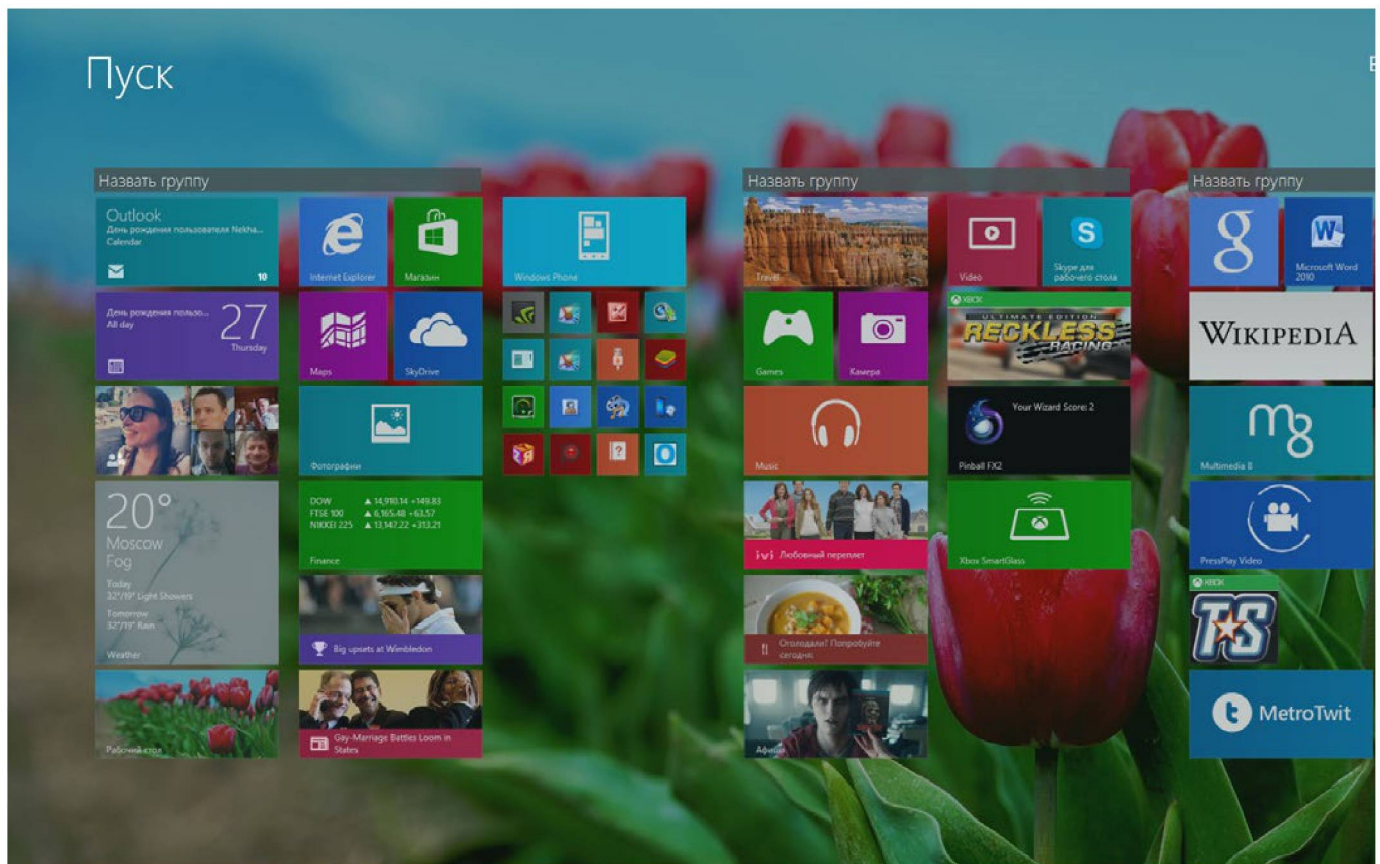 Пуск
Назвать группу
Outlook
День рождения пользователя Nekha...
Calendar
10
День рождения пользо...
All day
27
Thursday
20°
Moscow
Fog
Today
32°/19° Light Showers
Tomorrow
32°/19° Rain
Weather
Рабочий стол
Internet Explorer
Магазин
Maps
SkyDrive
Фотографии
DOW ▲ 14,910.14 +149.83
FTSE 100 ▲ 6,165.48 +63.57
NIKKEI 225 ▲ 13,147.22 +313.21
Finance
Big upsets at Wimbledon
Gay-Marriage Battles Loom in
States
Windows Phone
Назвать группу
Travel
Games
Камера
Music
ivi Любовный переплет
Оголодали? Попробуйте
сегодня:
Афиша
Video
Skype для
рабочего стола
XBOX
ULTIMATE EDITION
RECKLESS
RACING
Your Wizard Score: 2
Pinball FX2
Xbox SmartGlass
Назвать группу
g
Microsoft Word
2010
WIKIPEDIA
m8
Multimedia 8
PressPlay Video
XBOX
TS
MetroTwit